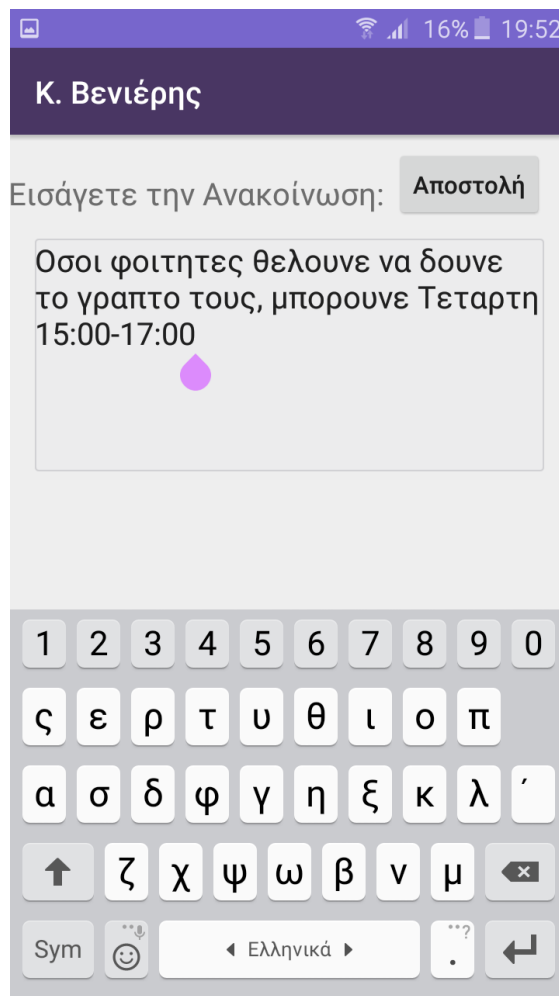 16% 19:52
Κ. Βενιέρης
Εισάγετε την Ανακοίνωση: Αποστολή
Οσοι φοιτητες θελουνε να δουνε
το γραπτο τους, μπορουνε Τεταρτη
15:00-17:00
1 2 3 4 5 6 7 8 9 0
ς ε ρ τ υ θ ι ο π
α σ δ φ γ η ξ κ λ ΄
ζ χ ψ ω β ν μ
Sym Ελληνικά . ?